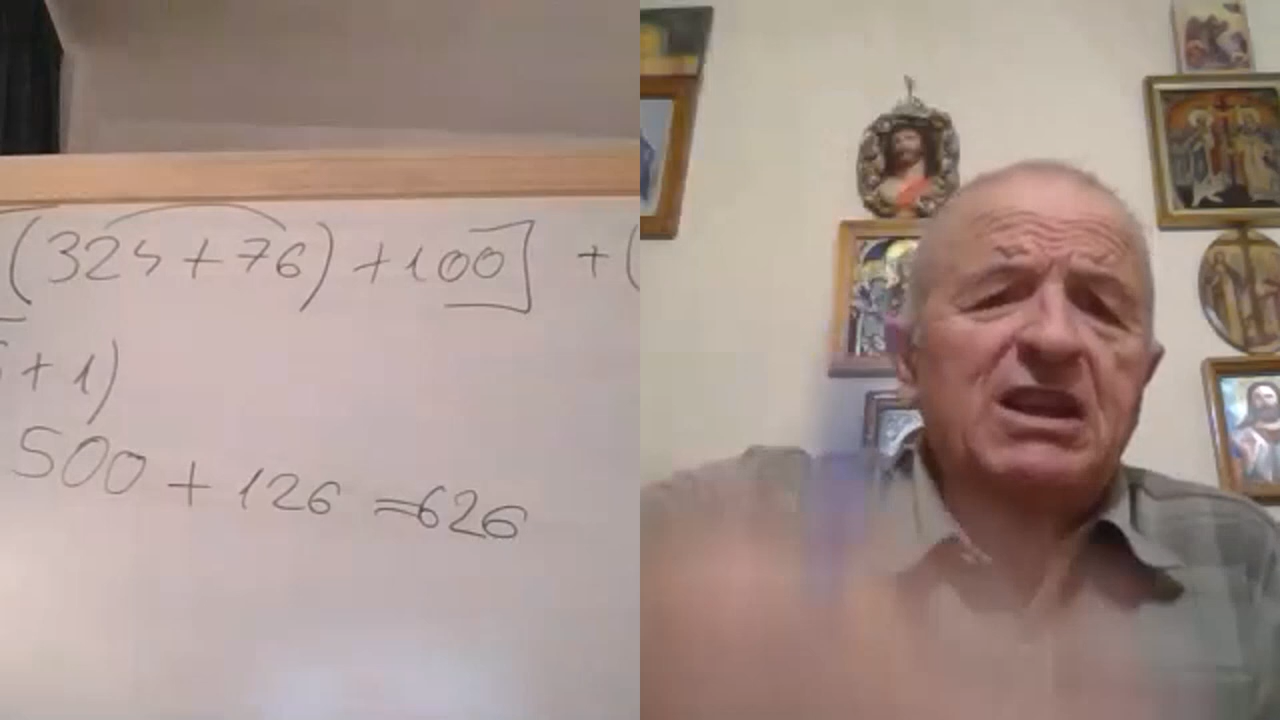 (324+76)+100] + (
+ 1)
500 + 126 =626